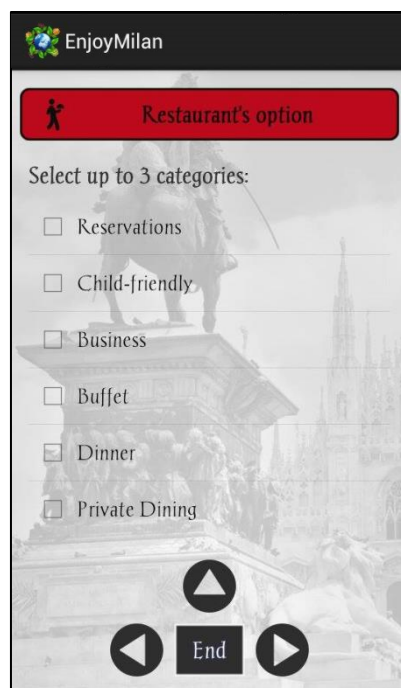 EnjoyMilan
Restaurant's option
Select up to 3 categories:
Reservations
Child-friendly
Business
Buffet
Dinner
Private Dining
End